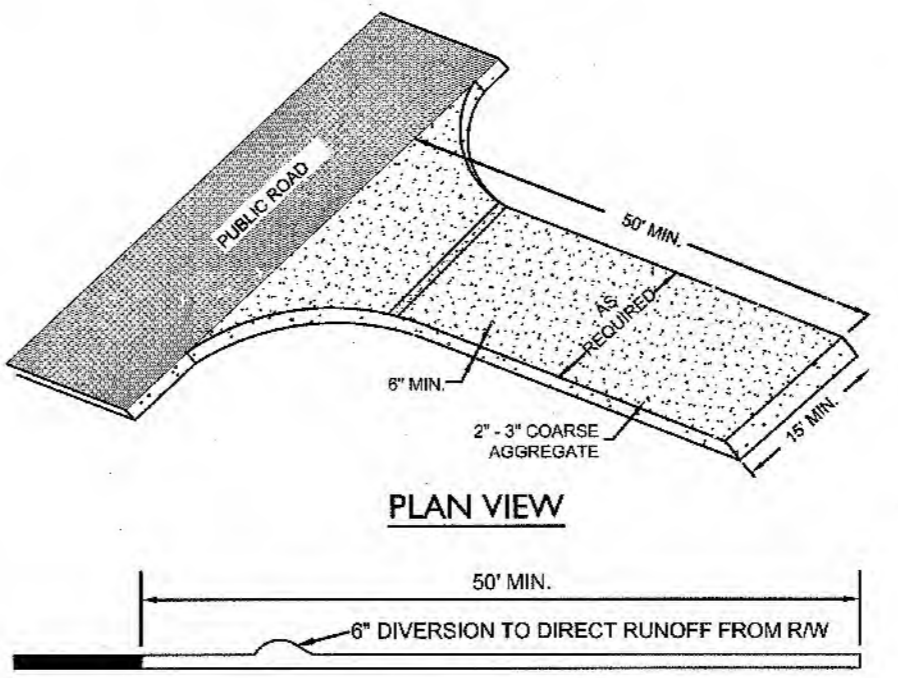 PUBLIC ROAD
50' MIN.
AS
REQUIRED
6" MIN.
2" - 3" COARSE
AGGREGATE
15' MIN.
PLAN VIEW
50' MIN.
6" DIVERSION TO DIRECT RUNOFF FROM R/W